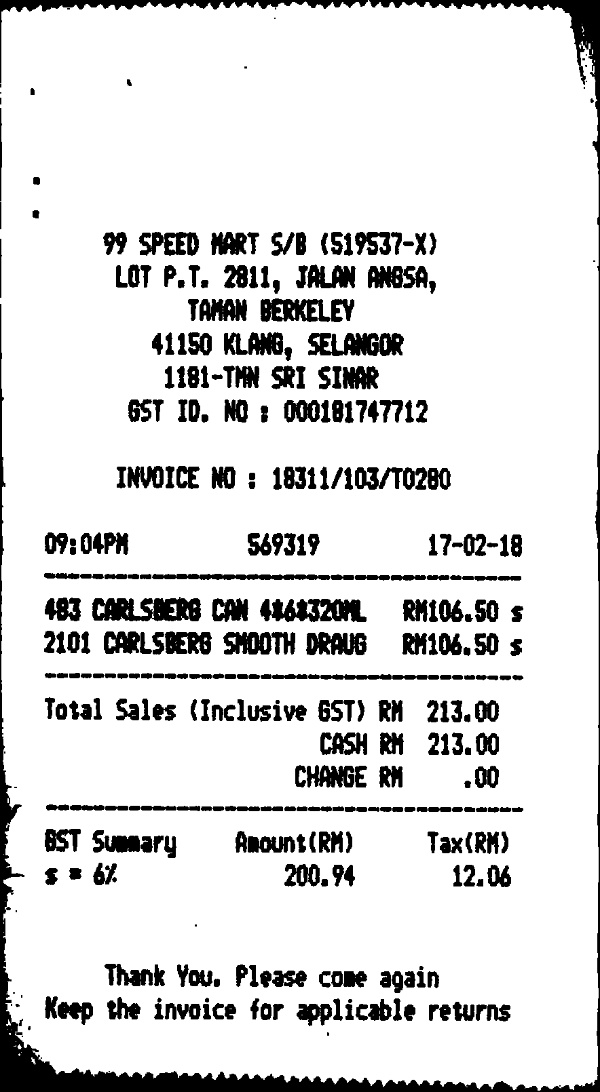 99 SPEED MART S/B (519537-X)
LOT P.T. 2811, JALAN ANGSA,
TAMAN BERKELEY
41150 KLANG, SELANGOR
1181-TMN SRI SINAR
GST ID. NO : 000181747712
INVOICE NO : 18311/103/T0280
09:04PM 569319 17-02-18
483 CARLSBERG CAN 4*6*320ML RM106.50 s
2101 CARLSBERG SMOOTH DRAUG RM106.50 s
Total Sales (Inclusive GST) RM 213.00
CASH RM 213.00
CHANGE RM .00
GST Summary Amount(RM) Tax(RM)
s = 6% 200.94 12.06
Thank You. Please come again
Keep the invoice for applicable returns